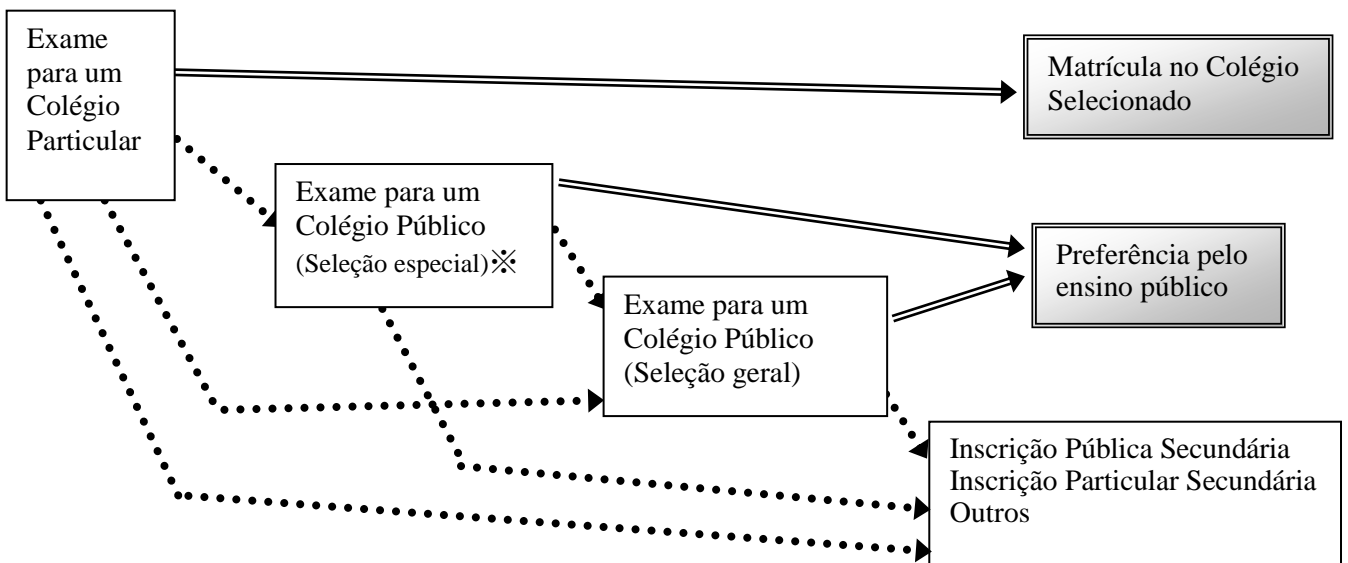 Exame
para um
Colégio
Particular
Matrícula no Colégio
Selecionado
Exame para um
Colégio Público
(Seleção especial)※
Preferência pelo
ensino público
Exame para um
Colégio Público
(Seleção geral)
Inscrição Pública Secundária
Inscrição Particular Secundária
Outros